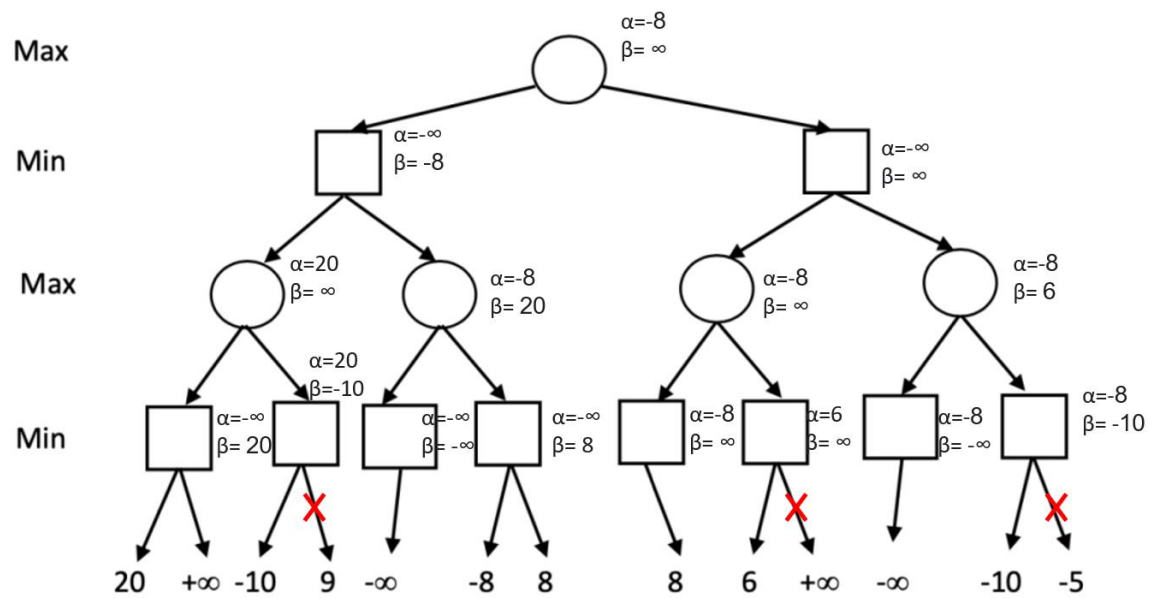 Max
α=-8
β= ∞
Min
α=-∞
β= -8
α=-∞
β= ∞
Max
α=20
β= ∞
α=-8
β= 20
α=-8
β= ∞
α=-8
β= 6
Min
α=-∞
β= 20
α=20
β=-10
α=-∞
β= -∞
α=-∞
β= 8
α=-8
β= ∞
α=6
β= ∞
α=-8
β= -∞
α=-8
β= -10
20 +∞ -10 9 -∞ -8 8 8 6 +∞ -∞ -10 -5